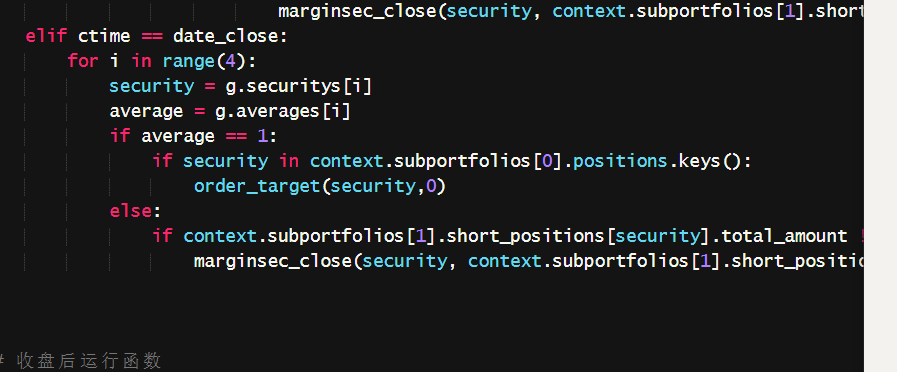 marginsec_close(security, context.subportfolios[1].short
elif ctime == date_close:
for i in range(4):
security = g.securitys[i]
average = g.averages[i]
if average == 1:
if security in context.subportfolios[0].positions.keys():
order_target(security,0)
else:
if context.subportfolios[1].short_positions[security].total_amount !
marginsec_close(security, context.subportfolios[1].short_positio
# 收盘后运行函数